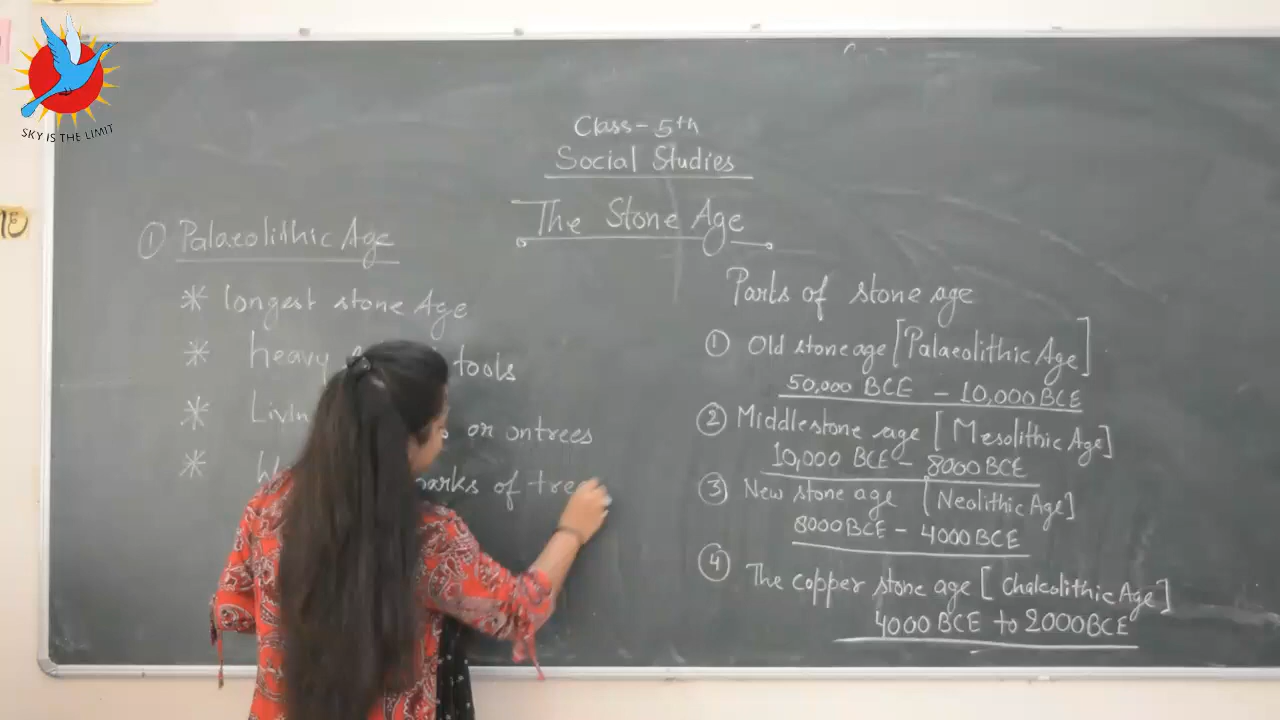 SKY IS THE LIMIT
Class - 5th
Social Studies
The Stone Age
① Palaeolithic Age
* longest stone Age
* heavy tools
* on ontrees
* barks of tree
Parts of stone age
① Old stone age [Palaeolithic Age]
50,000 BCE - 10,000 BCE
② Middle stone age [Mesolithic Age]
10,000 BCE - 8000 BCE
③ New stone age [Neolithic Age]
8000 BCE - 4000 BCE
④ The copper stone age [Chalcolithic Age]
4000 BCE to 2000 BCE